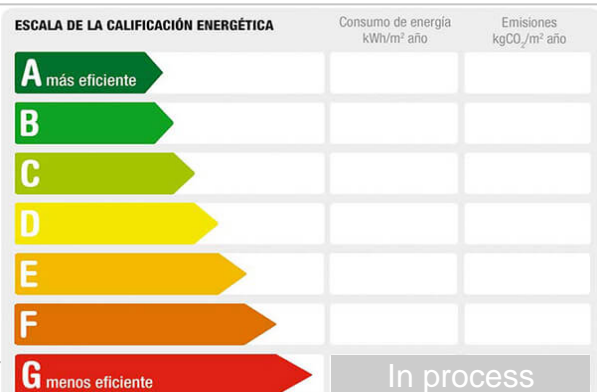 ESCALA DE LA CALIFICACIÓN ENERGÉTICA
Consumo de energía
kWh/m² año
Emisiones
kgCO₂/m² año
A más eficiente
B
C
D
E
F
G menos eficiente
In process